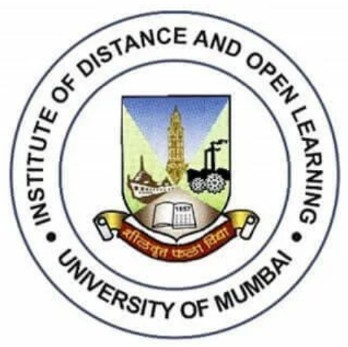 INSTITUTE OF DISTANCE AND OPEN LEARNING
1857
शीलवृत फला विद्या
• UNIVERSITY OF MUMBAI •